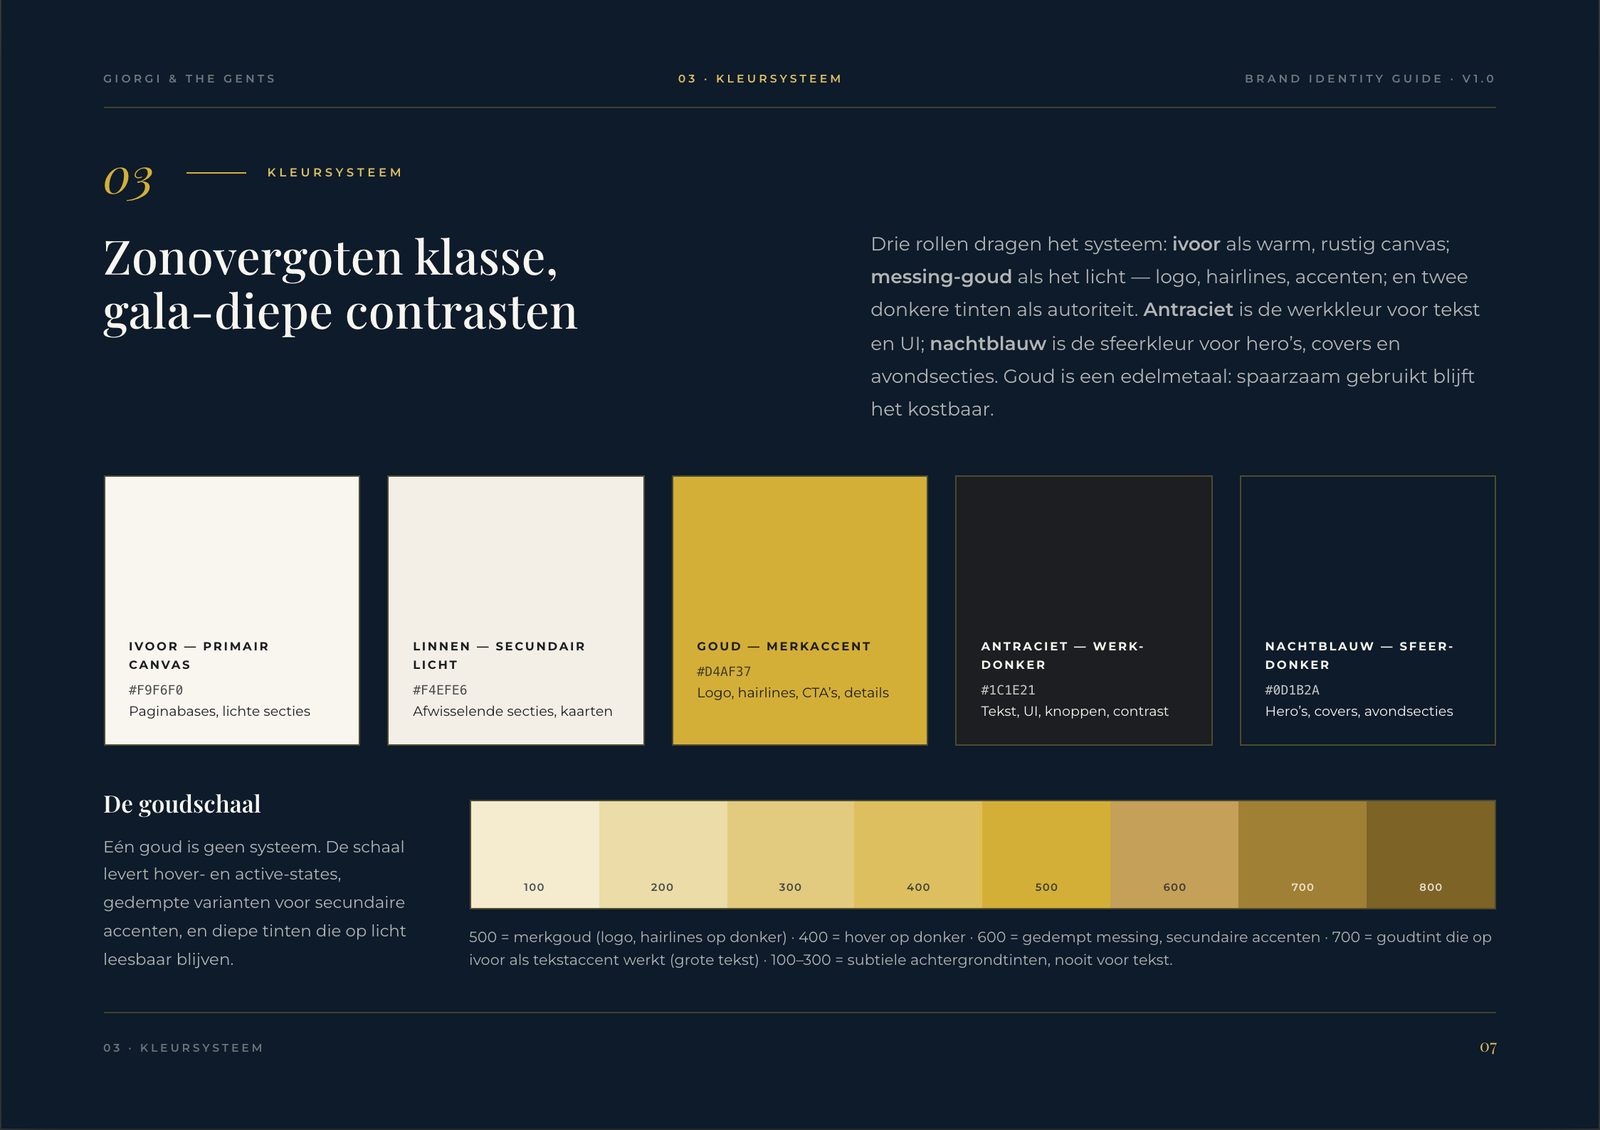 GIORGI & THE GENTS
03 · KLEURSYSTEEM
BRAND IDENTITY GUIDE · V1.0
03
KLEURSYSTEEM
Zonovergoten klasse,
gala-diepe contrasten
Drie rollen dragen het systeem: ivoor als warm, rustig canvas;
messing-goud als het licht — logo, hairlines, accenten; en twee
donkere tinten als autoriteit. Antraciet is de werkkleur voor tekst
en UI; nachtblauw is de sfeerkleur voor hero’s, covers en
avondsecties. Goud is een edelmetaal: spaarzaam gebruikt blijft
het kostbaar.
IVOOR — PRIMAIR
CANVAS
#F9F6F0
Paginabases, lichte secties
LINNEN — SECUNDAIR
LICHT
#F4EFE6
Afwisselende secties, kaarten
GOUD — MERKACCENT
#D4AF37
Logo, hairlines, CTA’s, details
ANTRACIET — WERK-
DONKER
#1C1E21
Tekst, UI, knoppen, contrast
NACHTBLAUW — SFEER-
DONKER
#0D1B2A
Hero’s, covers, avondsecties
De goudschaal
Eén goud is geen systeem. De schaal
levert hover- en active-states,
gedempte varianten voor secundaire
accenten, en diepe tinten die op licht
leesbaar blijven.
100
200
300
400
500
600
700
800
500 = merkgoud (logo, hairlines op donker) · 400 = hover op donker · 600 = gedempt messing, secundaire accenten · 700 = goudtint die op
ivoor als tekstaccent werkt (grote tekst) · 100–300 = subtiele achtergrondtinten, nooit voor tekst.
03 · KLEURSYSTEEM
07